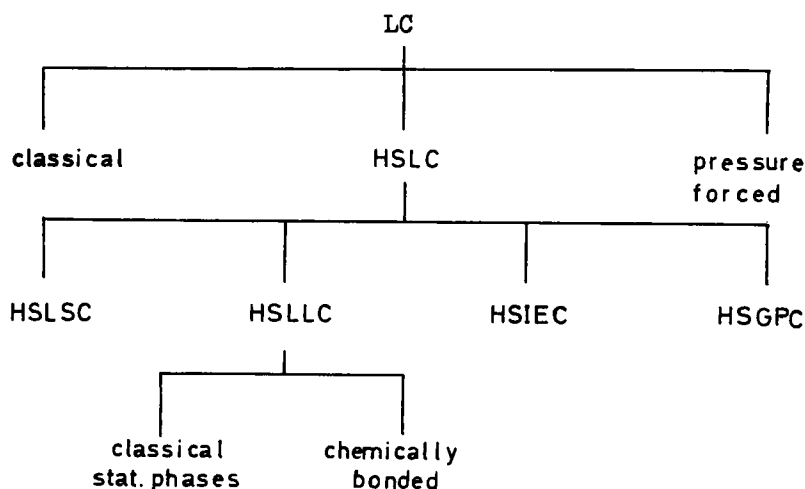 LC
classical
HSLC
pressure
forced
HSLSC
HSLLC
HSIEC
HSGPC
classical
stat. phases
chemically
bonded